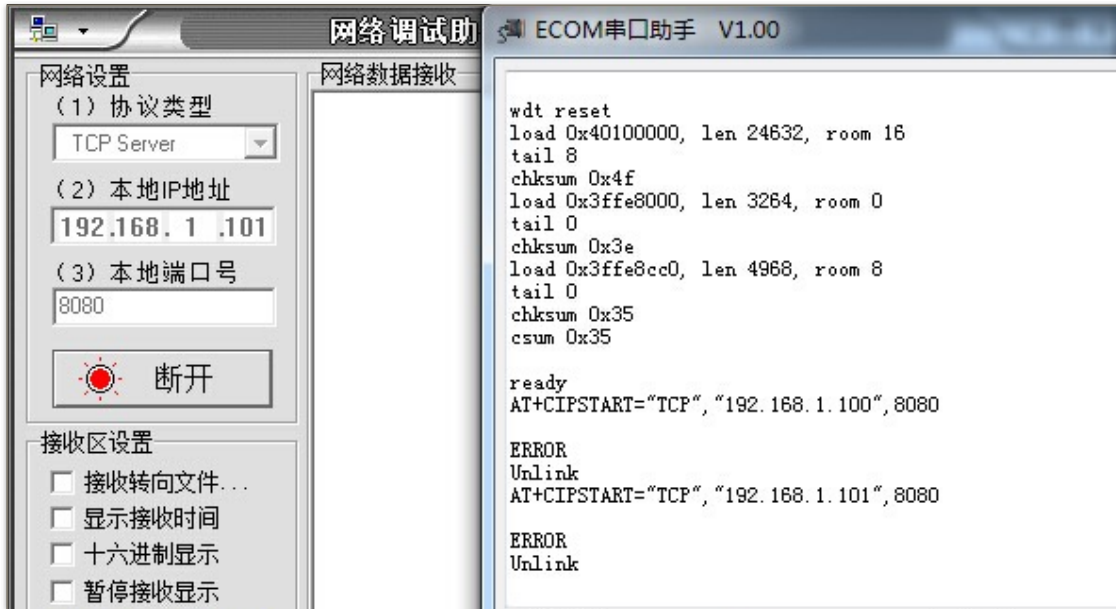 网络调试助
网络设置
（1）协议类型
TCP Server
（2）本地IP地址
192.168. 1 .101
（3）本地端口号
8080
断开
接收区设置
接收转向文件...
显示接收时间
十六进制显示
暂停接收显示
网络数据接收
ECOM串口助手 V1.00
wdt reset
load 0x40100000, len 24632, room 16
tail 8
chksum 0x4f
load 0x3ffe8000, len 3264, room 0
tail 0
chksum 0x3e
load 0x3ffe8cc0, len 4968, room 8
tail 0
chksum 0x35
csum 0x35
ready
AT+CIPSTART="TCP","192.168.1.100",8080
ERROR
Unlink
AT+CIPSTART="TCP","192.168.1.101",8080
ERROR
Unlink